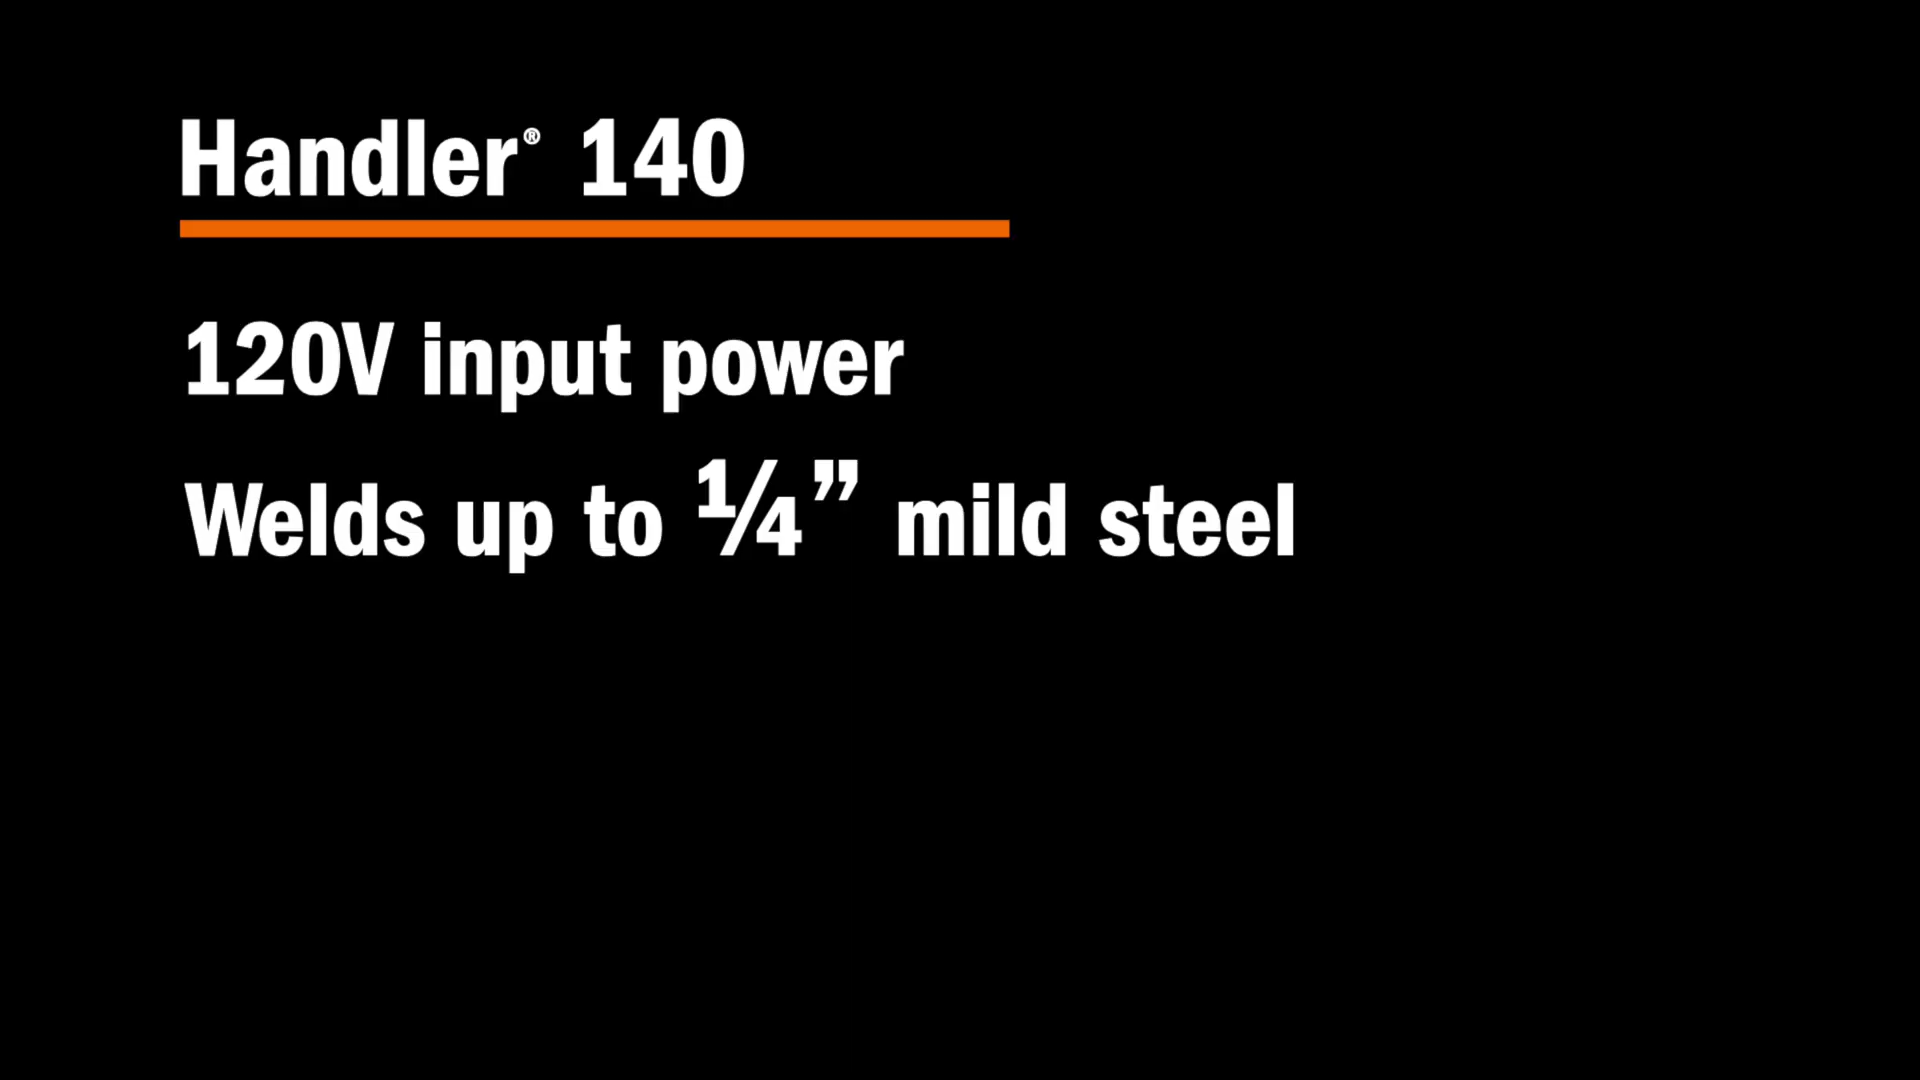 Handler® 140
120V input power
Welds up to ¼” mild steel